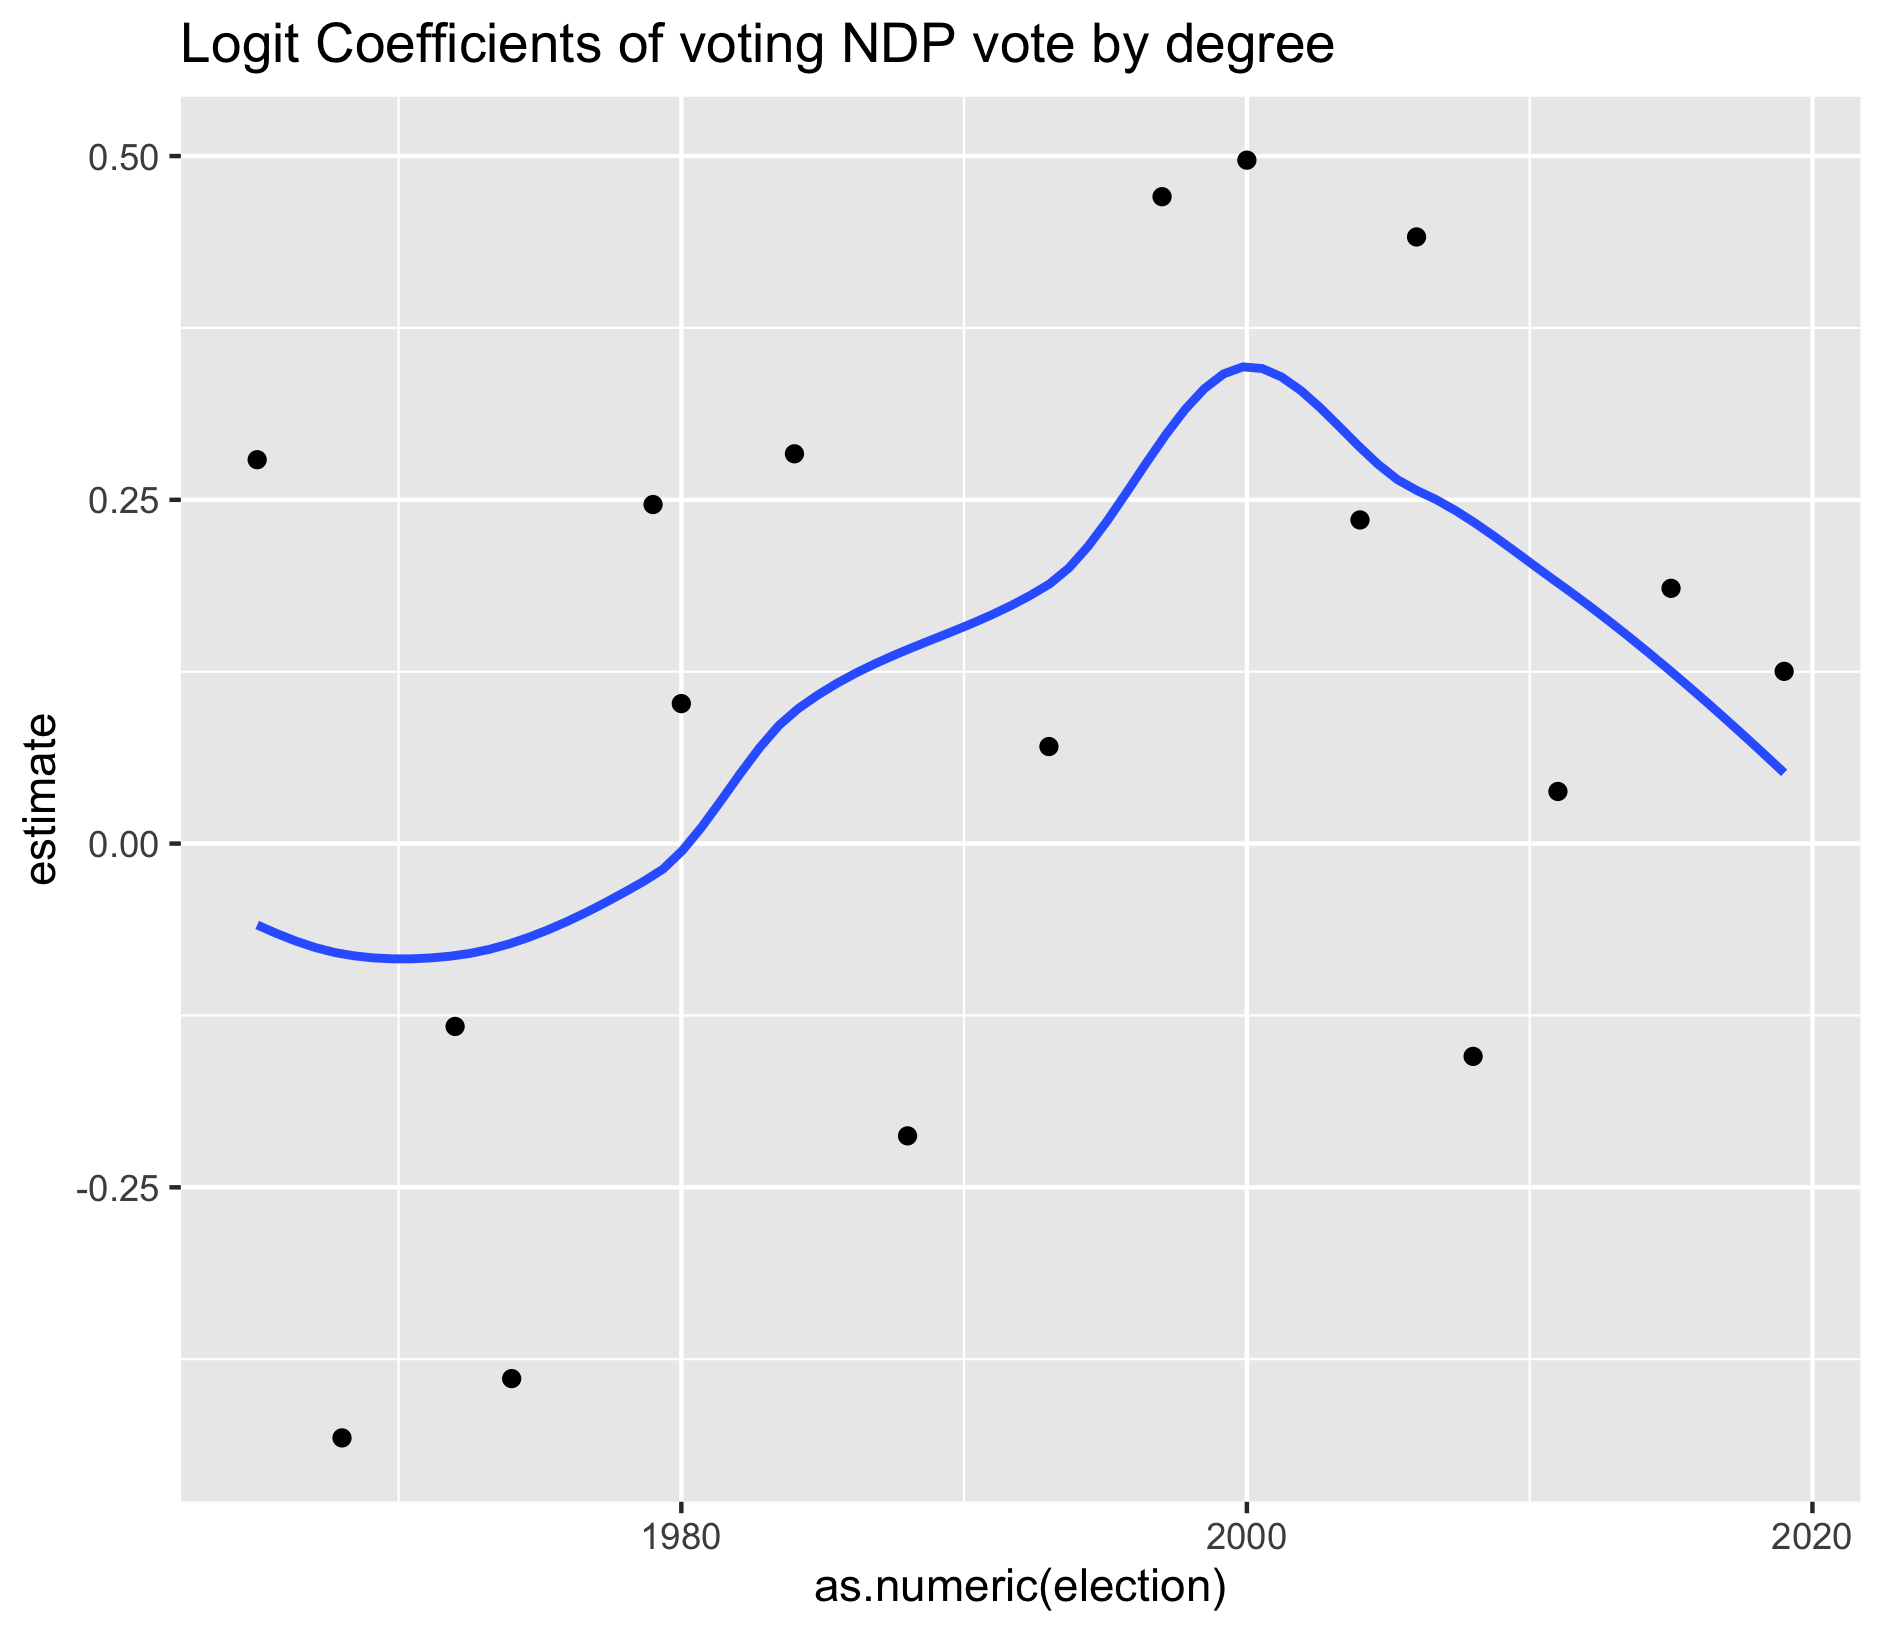 Logit Coefficients of voting NDP vote by degree
0.50
0.25
0.00
-0.25
estimate
1980 2000 2020
as.numeric(election)